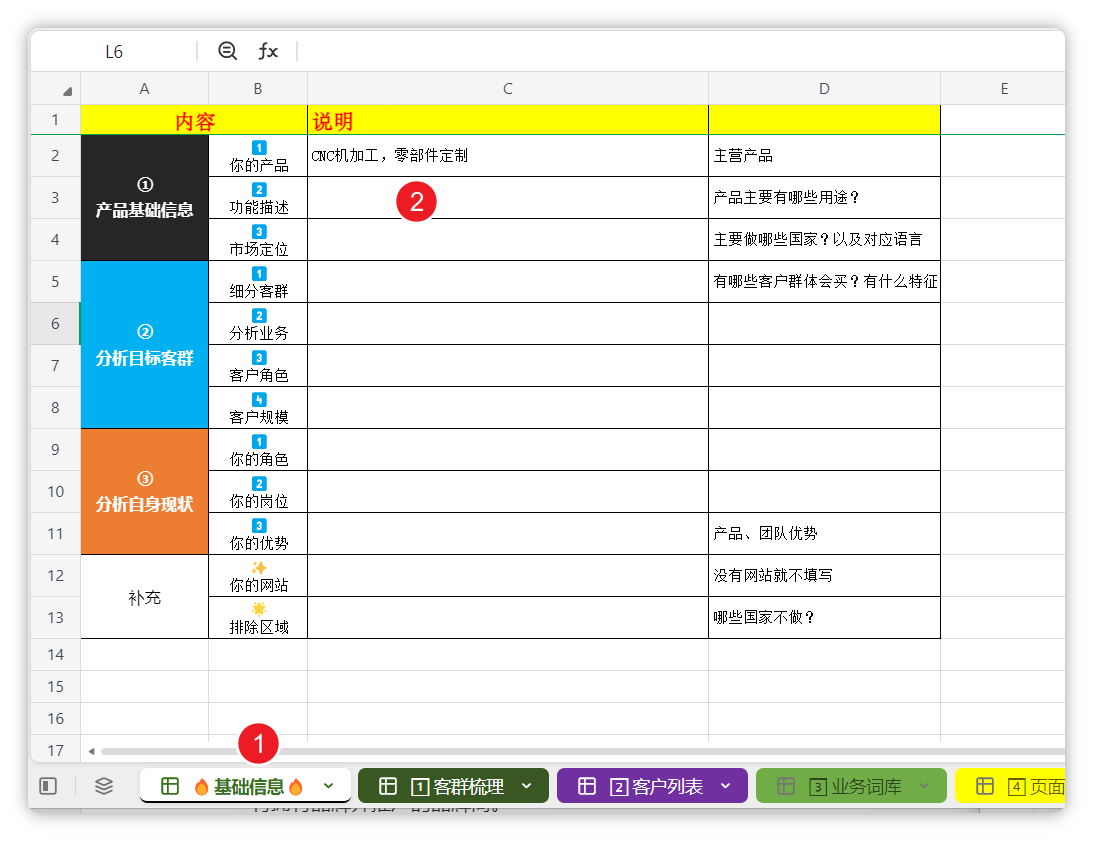 L6 fx
A B C D E
1 内容 说明
2 1 CNC机加工，零部件定制 主营产品
你的产品
①
产品基础信息
3 2 2 产品主要有哪些用途？
功能描述
4 3 主要做哪些国家？以及对应语言
市场定位
5 1 有哪些客户群体会买？有什么特征
细分客群
②
分析目标客群
6 2
分析业务
7 3
客户角色
8 4
客户规模
9 1
你的角色
③
分析自身现状
10 2
你的岗位
11 3 产品、团队优势
你的优势
补充
12 没有网站就不填写
你的网站
13 哪些国家不做？
排除区域
14
15
16
17
1
基础信息 1客群梳理 2客户列表 3业务词库 4页面